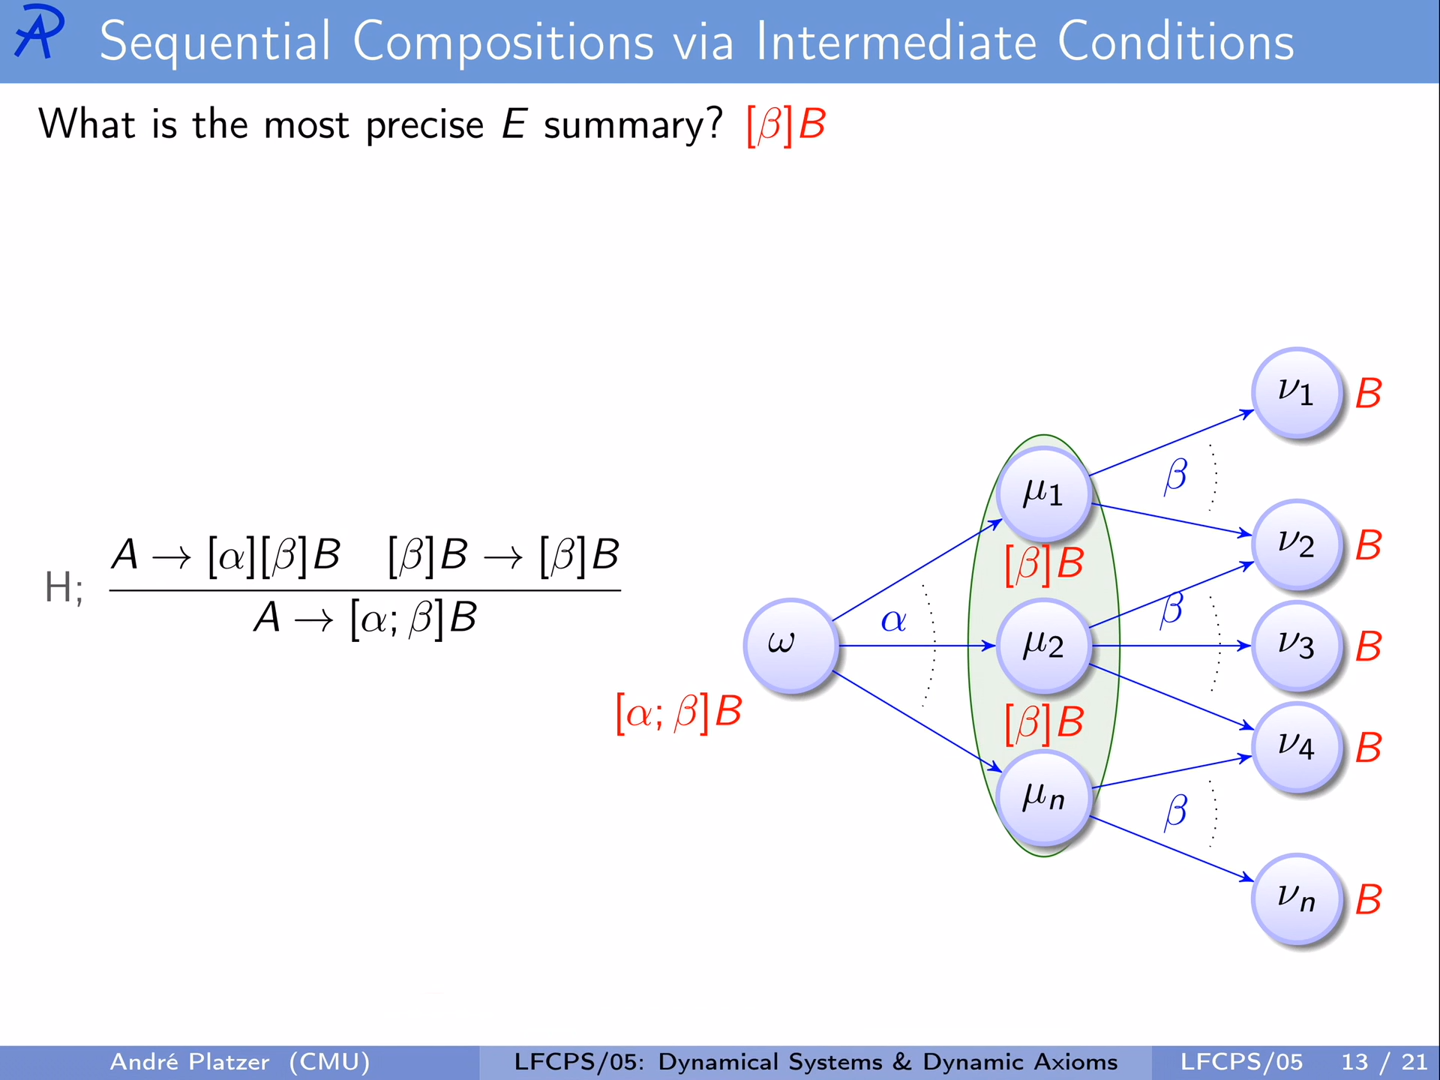 Sequential Compositions via Intermediate Conditions
What is the most precise E summary? [β]B
H;
A → [α][β]B [β]B → [β]B
A → [α; β]B
ω
[α; β]B
α
μ1
[β]B
μ2
[β]B
μn
β
β
β
ν1 B
ν2 B
ν3 B
ν4 B
νn B
André Platzer (CMU) LFCPS/05: Dynamical Systems & Dynamic Axioms LFCPS/05 13 / 21